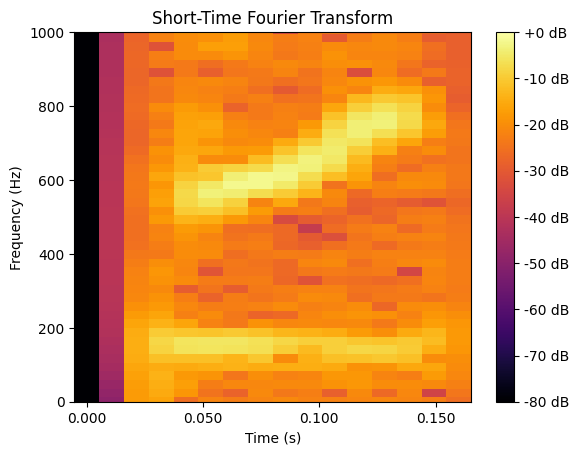 Short-Time Fourier Transform
Frequency (Hz)
1000
800
600
400
200
0
0.000
0.050
0.100
0.150
Time (s)
+0 dB
-10 dB
-20 dB
-30 dB
-40 dB
-50 dB
-60 dB
-70 dB
-80 dB